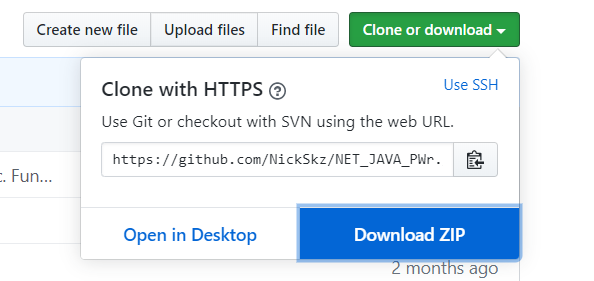 Create new file Upload files Find file Clone or download
Clone with HTTPS ?
Use SSH
Use Git or checkout with SVN using the web URL.
. Fun…
https://github.com/NickSkz/NET_JAVA_PWr.
Open in Desktop Download ZIP
2 months ago